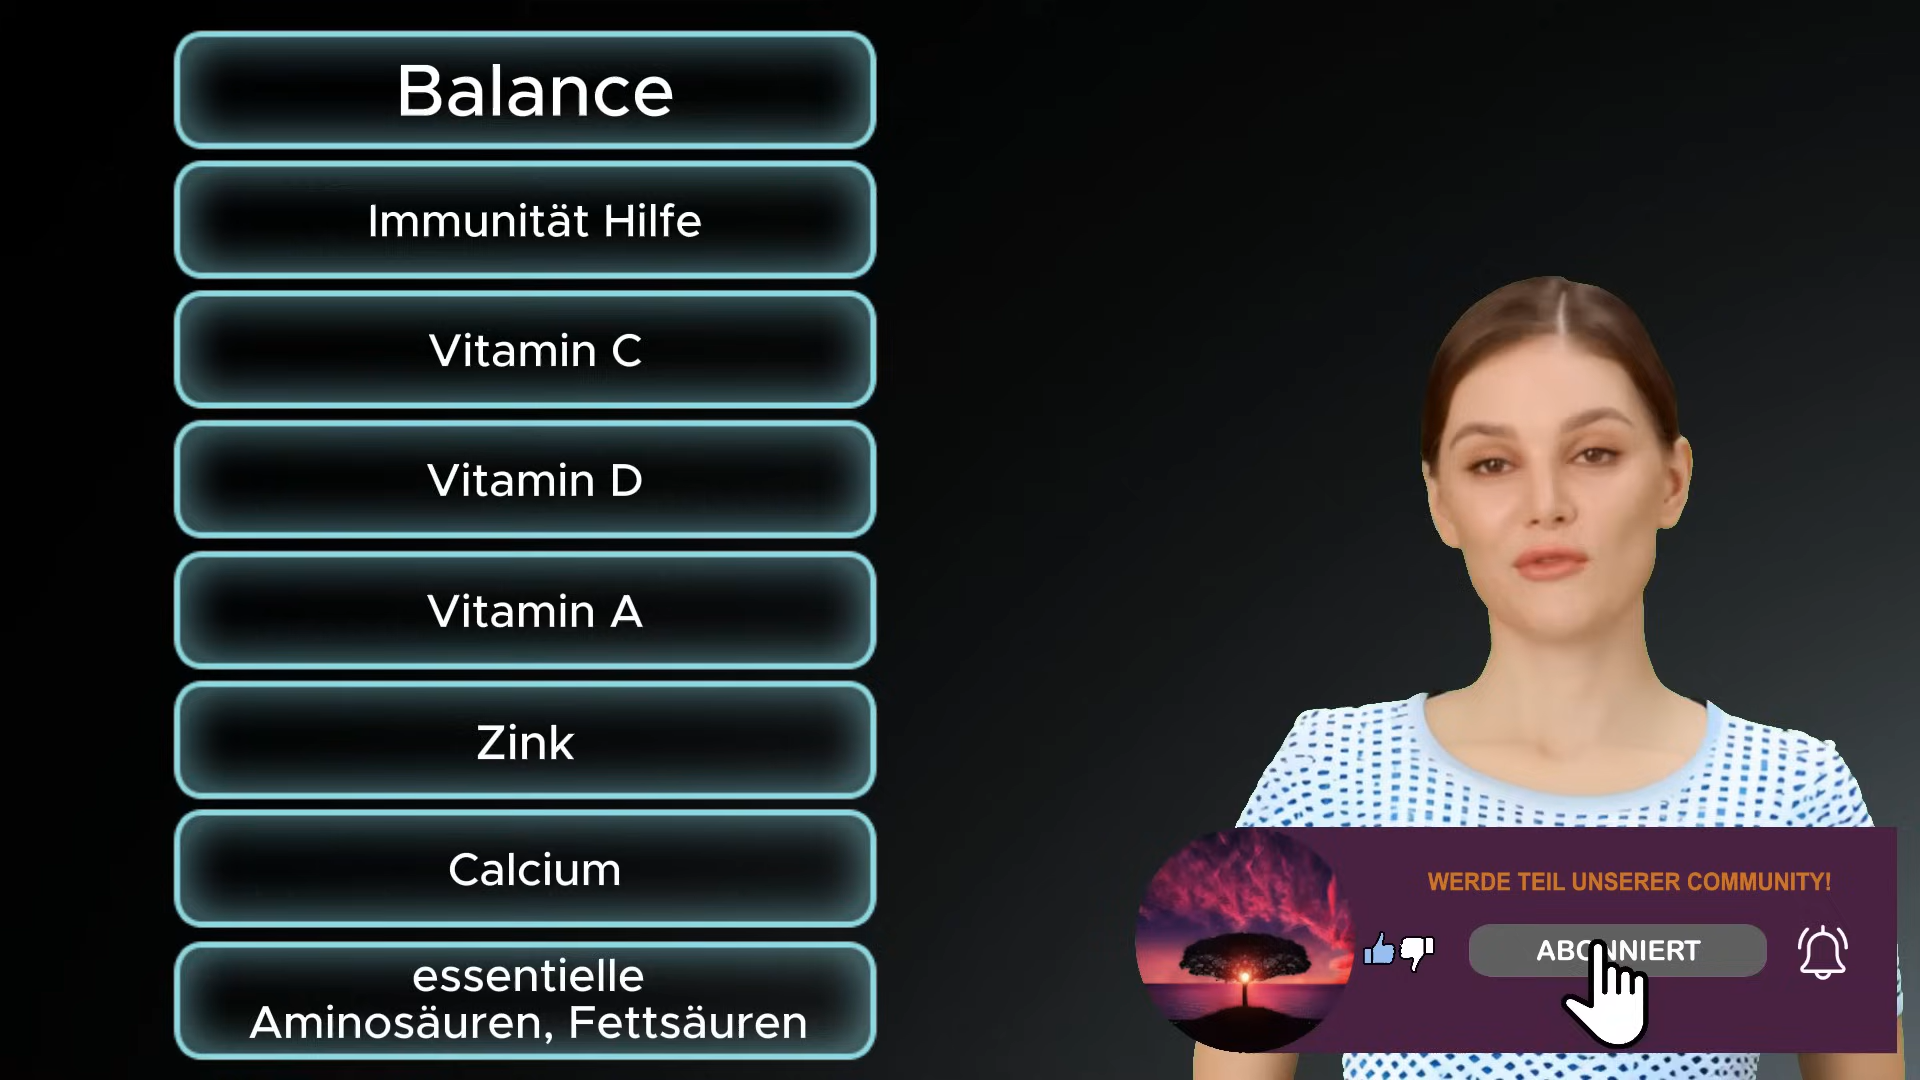 Balance
Immunität Hilfe
Vitamin C
Vitamin D
Vitamin A
Zink
Calcium
essentielle
Aminosäuren, Fettsäuren
WERDE TEIL UNSERER COMMUNITY!
ABONNIERT